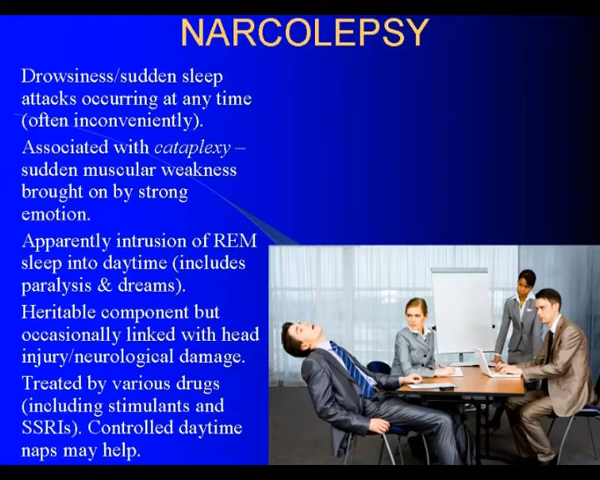 NARCOLEPSY
Drowsiness/sudden sleep
attacks occurring at any time
(often inconveniently).
Associated with cataplexy –
sudden muscular weakness
brought on by strong
emotion.
Apparently intrusion of REM
sleep into daytime (includes
paralysis & dreams).
Heritable component but
occasionally linked with head
injury/neurological damage.
Treated by various drugs
(including stimulants and
SSRIs). Controlled daytime
naps may help.